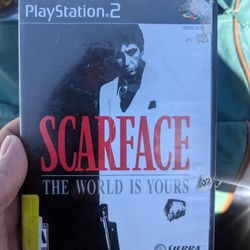 PlayStation®2
SCARFACE
THE WORLD IS YOURS
SIERRA